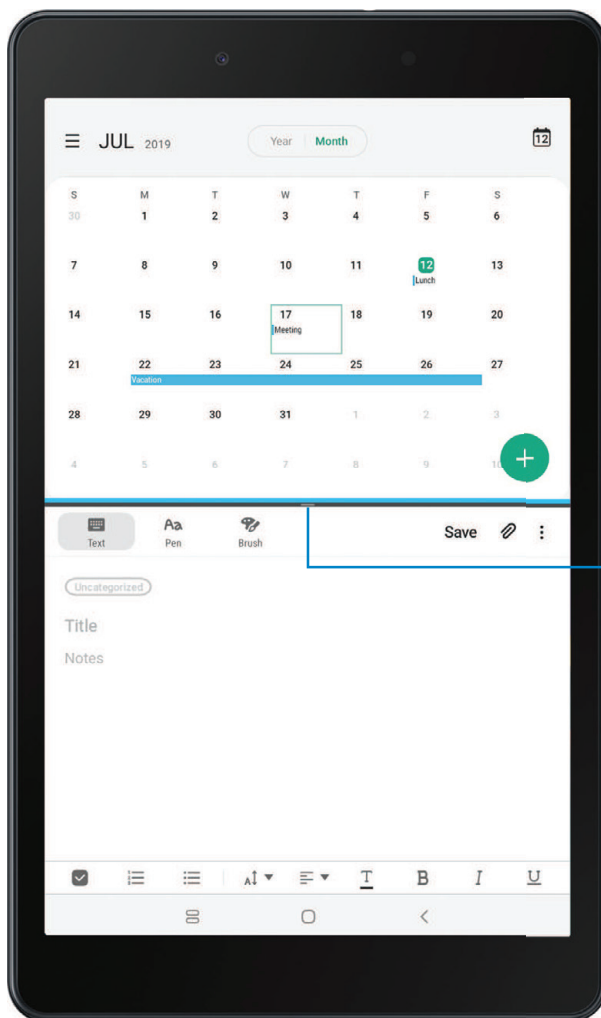 JUL 2019 Year Month 12
S M T W T F S
30 1 2 3 4 5 6
7 8 9 10 11 12 13
Lunch
14 15 16 17 18 19 20
Meeting
21 22 23 24 25 26 27
Vacation
28 29 30 31 1 2 3
4 5 6 7 8 9 10
+
Text Aa Pen Brush Save
Uncategorized
Title
Notes
A T B I U